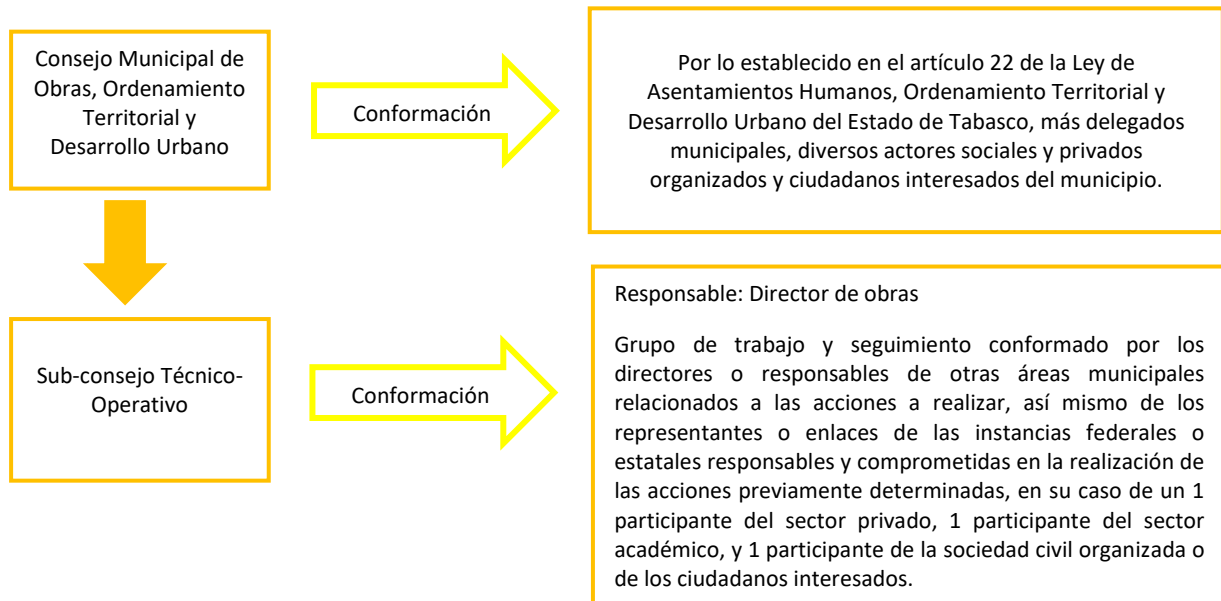 Consejo Municipal de
Obras, Ordenamiento
Territorial y
Desarrollo Urbano
Conformación
Por lo establecido en el artículo 22 de la Ley de
Asentamientos Humanos, Ordenamiento Territorial y
Desarrollo Urbano del Estado de Tabasco, más delegados
municipales, diversos actores sociales y privados
organizados y ciudadanos interesados del municipio.
Sub-consejo Técnico-
Operativo
Conformación
Responsable: Director de obras
Grupo de trabajo y seguimiento conformado por los
directores o responsables de otras áreas municipales
relacionados a las acciones a realizar, así mismo de los
representantes o enlaces de las instancias federales o
estatales responsables y comprometidas en la realización de
las acciones previamente determinadas, en su caso de un 1
participante del sector privado, 1 participante del sector
académico, y 1 participante de la sociedad civil organizada o
de los ciudadanos interesados.